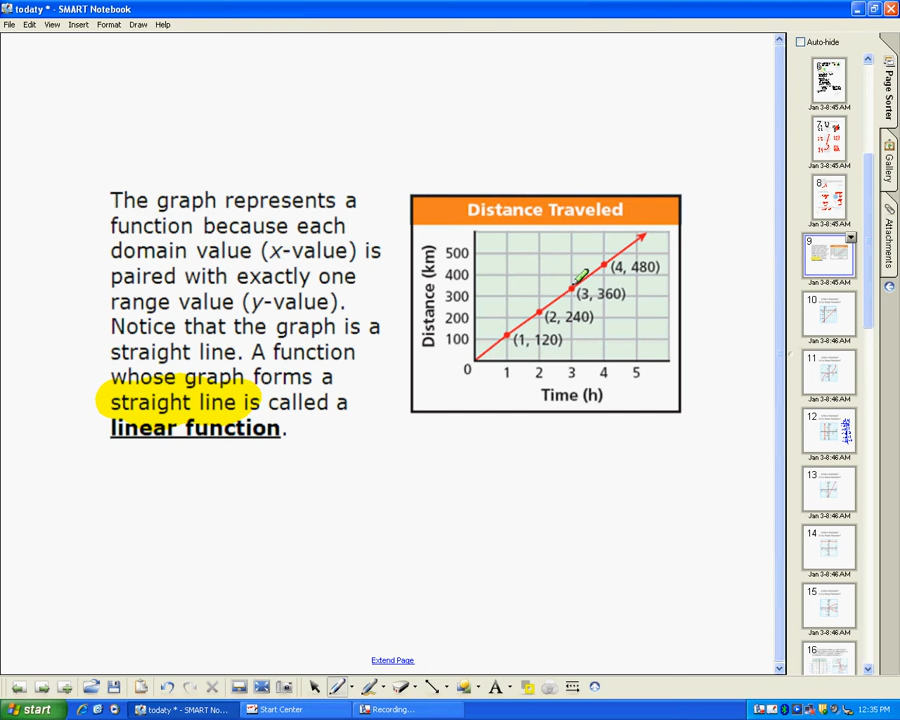 todaty * - SMART Notebook
File Edit View Insert Format Draw Help
Auto-hide
The graph represents a
function because each
domain value (x-value) is
paired with exactly one
range value (y-value).
Notice that the graph is a
straight line. A function
whose graph forms a
straight line is called a
linear function.
Distance Traveled
Distance (km)
500
400
300
200
100
0
1 2 3 4 5
Time (h)
(4, 480)
(3, 360)
(2, 240)
(1, 120)
Extend Page
6
Jan 3-8:45 AM
7
Jan 3-8:45 AM
8
Jan 3-8:45 AM
9
Jan 3-8:46 AM
10
Jan 3-8:46 AM
11
Jan 3-8:46 AM
12
Jan 3-8:46 AM
13
Jan 3-8:46 AM
14
Jan 3-8:46 AM
15
Jan 3-8:46 AM
16
Page Sorter
Gallery
Attachments
start
todaty * - SMART No...
Start Center
Recording...
12:35 PM